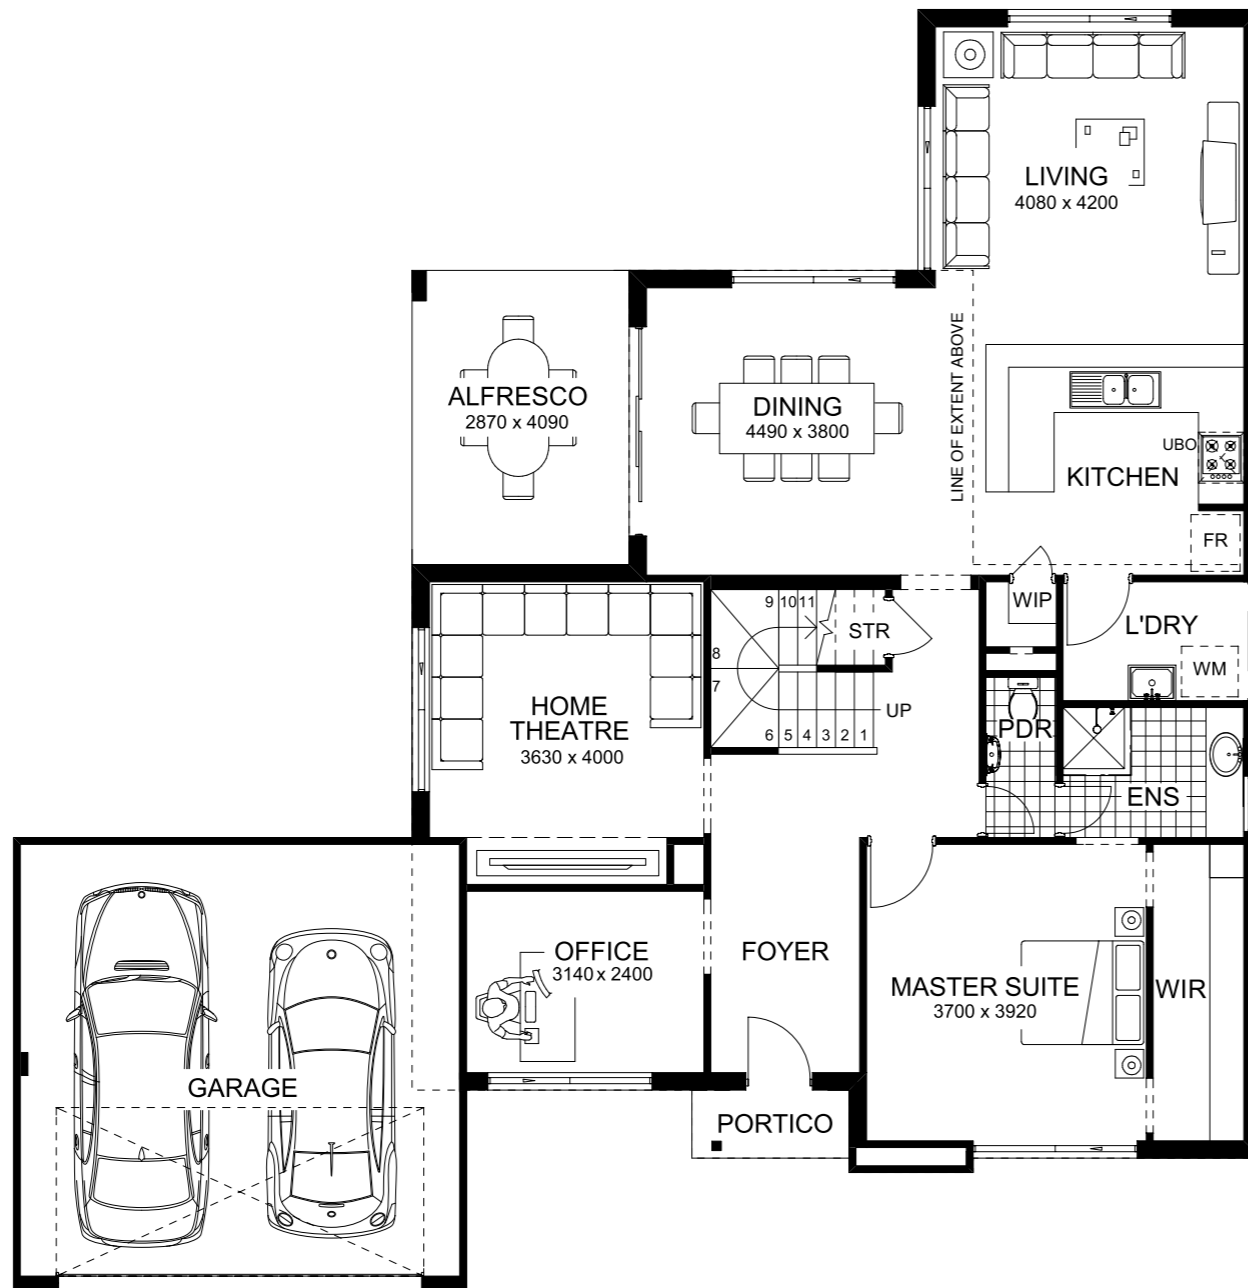 LIVING
4080 x 4200
LINE OF EXTENT ABOVE
ALFRESCO
2870 x 4090
DINING
4490 x 3800
UBO
KITCHEN
FR
WIP
L'DRY
WM
9 10 11
STR
8
7
UP
6 5 4 3 2 1
HOME
THEATRE
3630 x 4000
PDR
ENS
OFFICE
3140 x 2400
FOYER
MASTER SUITE
3700 x 3920
WIR
GARAGE
PORTICO